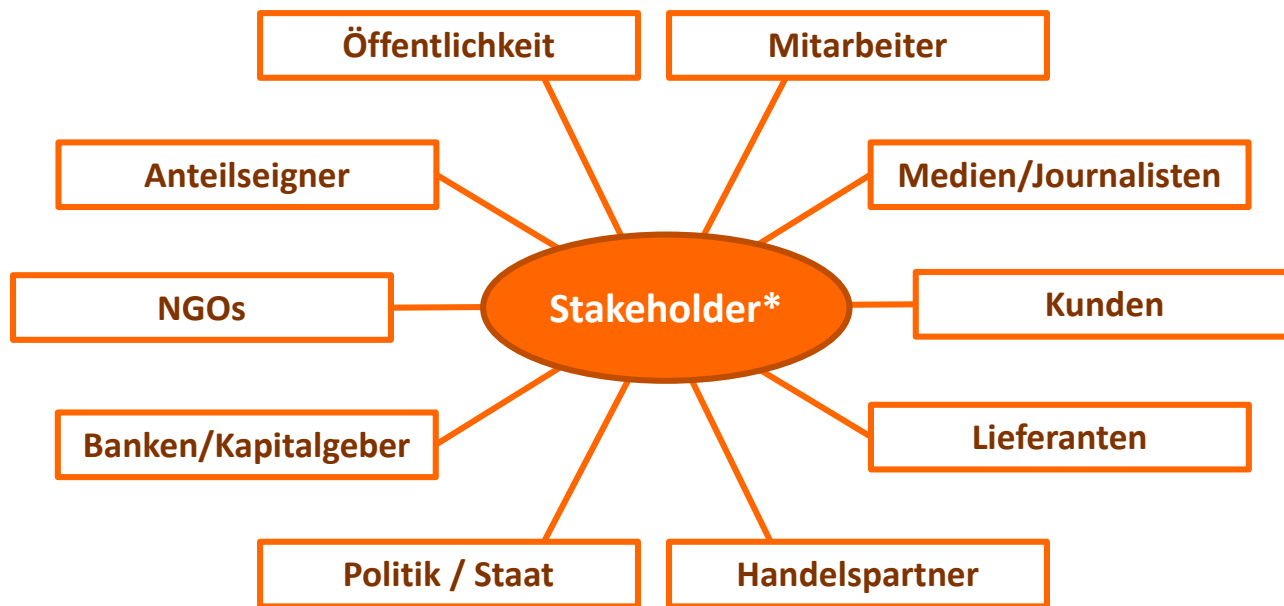 Öffentlichkeit
Mitarbeiter
Anteilseigner
Medien/Journalisten
NGOs
Stakeholder*
Kunden
Banken/Kapitalgeber
Lieferanten
Politik / Staat
Handelspartner